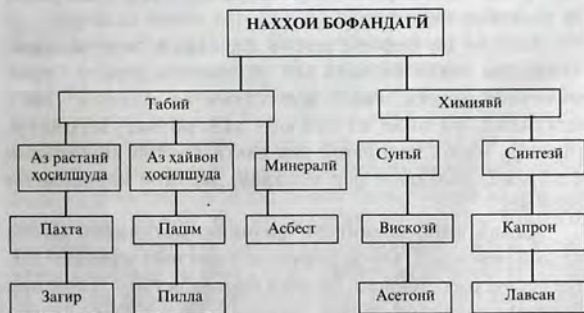 НАХҲОИ БОФАНДАГӢ
Табиӣ
Химиявӣ
Аз растанӣ
ҳосилшуда
Аз ҳайвон
ҳосилшуда
Минералӣ
Сунъӣ
Синтезӣ
Пахта
Пашм
Асбест
Вискозӣ
Капрон
Загир
Пилла
Асетонӣ
Лавсан